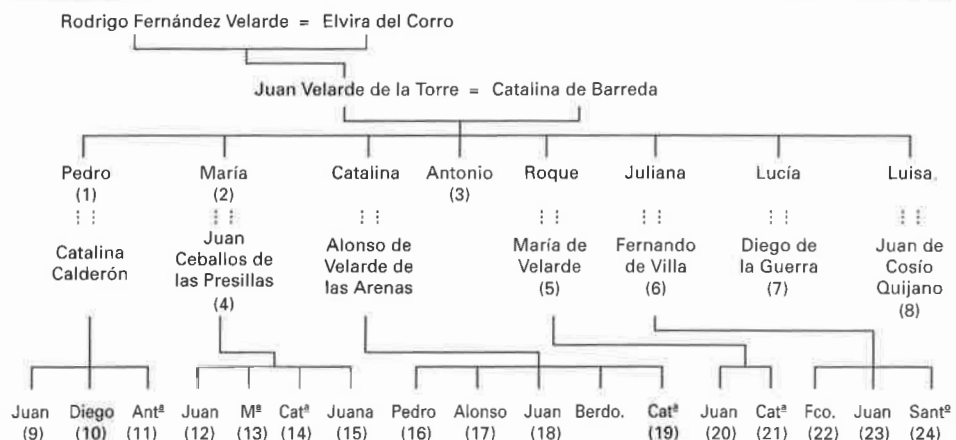 Rodrigo Fernández Velarde = Elvira del Corro
Juan Velarde de la Torre = Catalina de Barreda
Pedro María Catalina Antonio Roque Juliana Lucía Luisa
(1) (2) (3)
Catalina Calderón
Juan Ceballos de las Presillas
(4)
Alonso de Velarde de las Arenas
María de Velarde
(5)
Fernando de Villa
(6)
Diego de la Guerra
(7)
Juan de Cosío Quijano
(8)
Juan Diego Antª Juan Mª Catª Juana Pedro Alonso Juan Berdo. Catª Juan Catª Fco. Juan Santº
(9) (10) (11) (12) (13) (14) (15) (16) (17) (18) (19) (20) (21) (22) (23) (24)